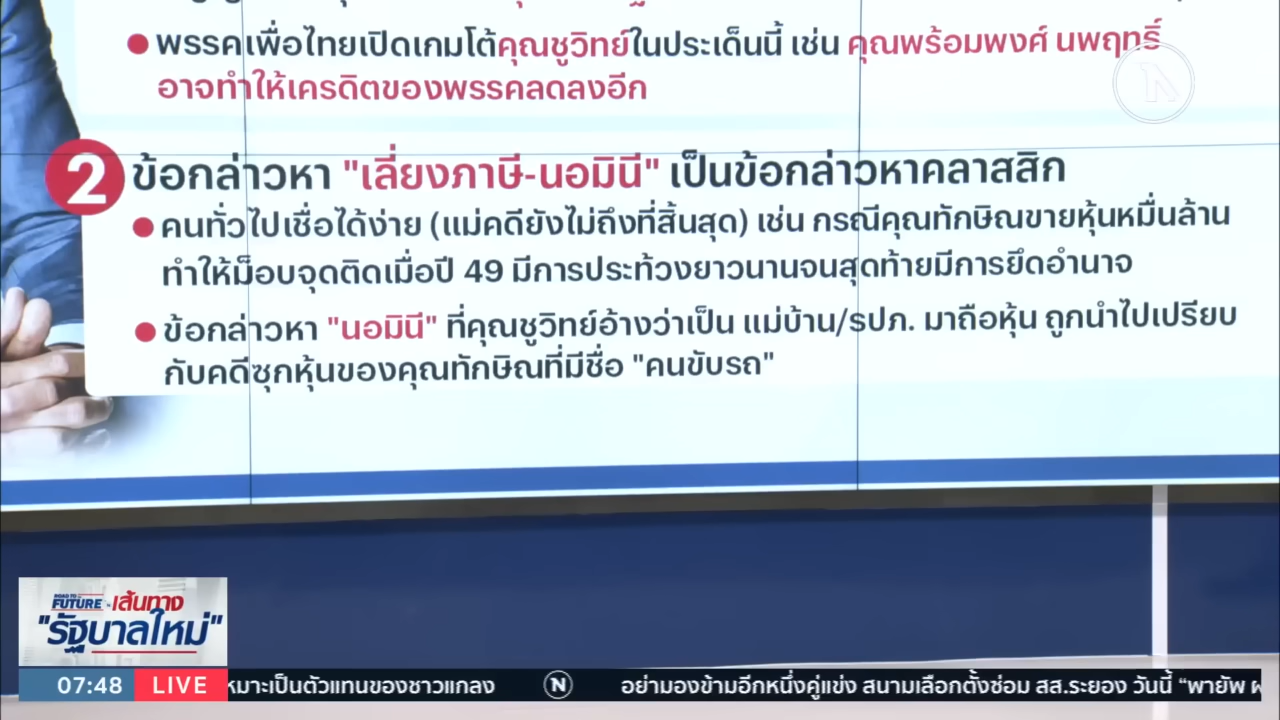 พรรคเพื่อไทยเปิดเกมโต้คุณชูวิทย์ในประเด็นนี้ เช่น คุณพร้อมพงศ์ นพฤทธิ์
อาจทำให้เครดิตของพรรคลดลงอีก
2 ข้อกล่าวหา "เลี่ยงภาษี-นอมินี" เป็นข้อกล่าวหาคลาสสิก
คนทั่วไปเชื่อได้ง่าย (แม่คดียังไม่ถึงที่สิ้นสุด) เช่น กรณีคุณทักษิณขายหุ้นหมื่นล้าน
ทำให้ม็อบจุดติดเมื่อปี 49 มีการประท้วงยาวนานจนสุดท้ายมีการยึดอำนาจ
ข้อกล่าวหา "นอมินี" ที่คุณชูวิทย์อ้างว่าเป็น แม่บ้าน/รปภ. มาถือหุ้น ถูกนำไปเปรียบ
กับคดีซุกหุ้นของคุณทักษิณที่มีชื่อ "คนขับรถ"
ROAD TO FUTURE เส้นทาง
"รัฐบาลใหม่"
07:48 LIVE หมาะเป็นตัวแทนของชาวแกลง N อย่ามองข้ามอีกหนึ่งคู่แข่ง สนามเลือกตั้งซ่อม สส.ระยอง วันนี้ “พายัพ ผ